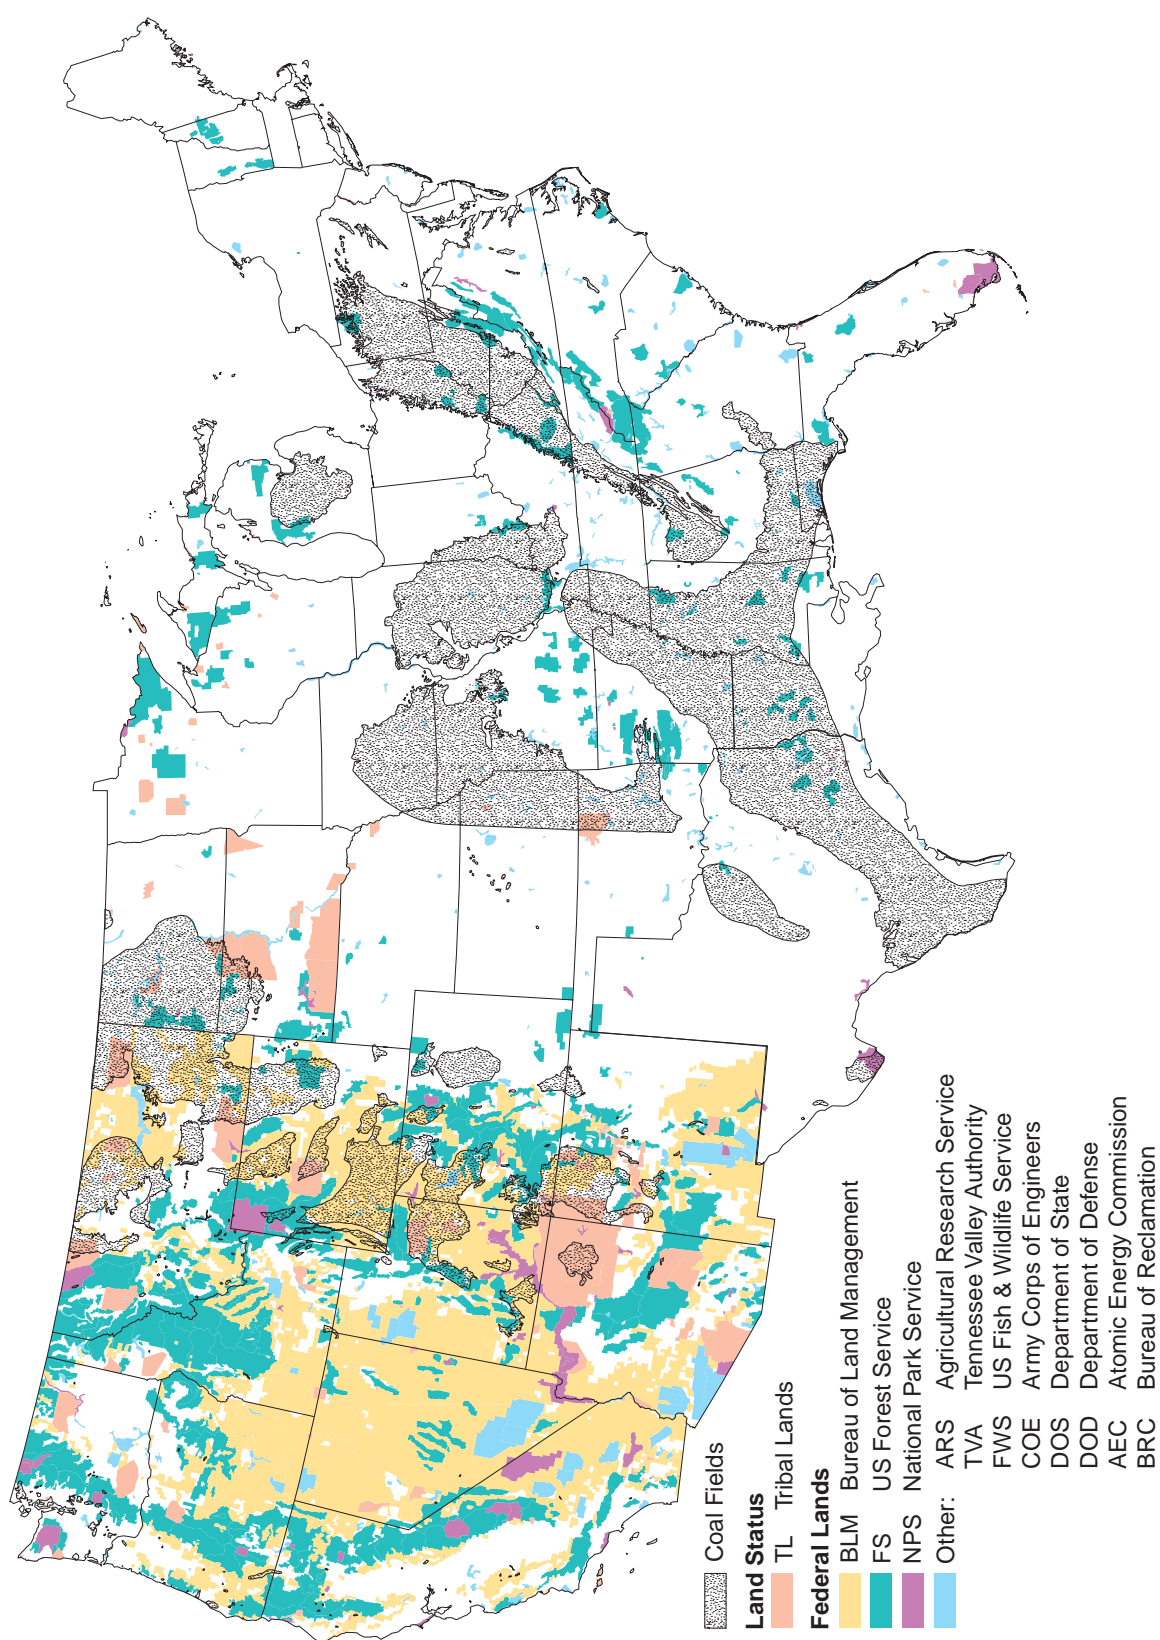 Coal Fields
Land Status
TL Tribal Lands
Federal Lands
BLM Bureau of Land Management
FS US Forest Service
NPS National Park Service
Other: ARS Agricultural Research Service
TVA Tennessee Valley Authority
FWS US Fish & Wildlife Service
COE Army Corps of Engineers
DOS Department of State
DOD Department of Defense
AEC Atomic Energy Commission
BRC Bureau of Reclamation